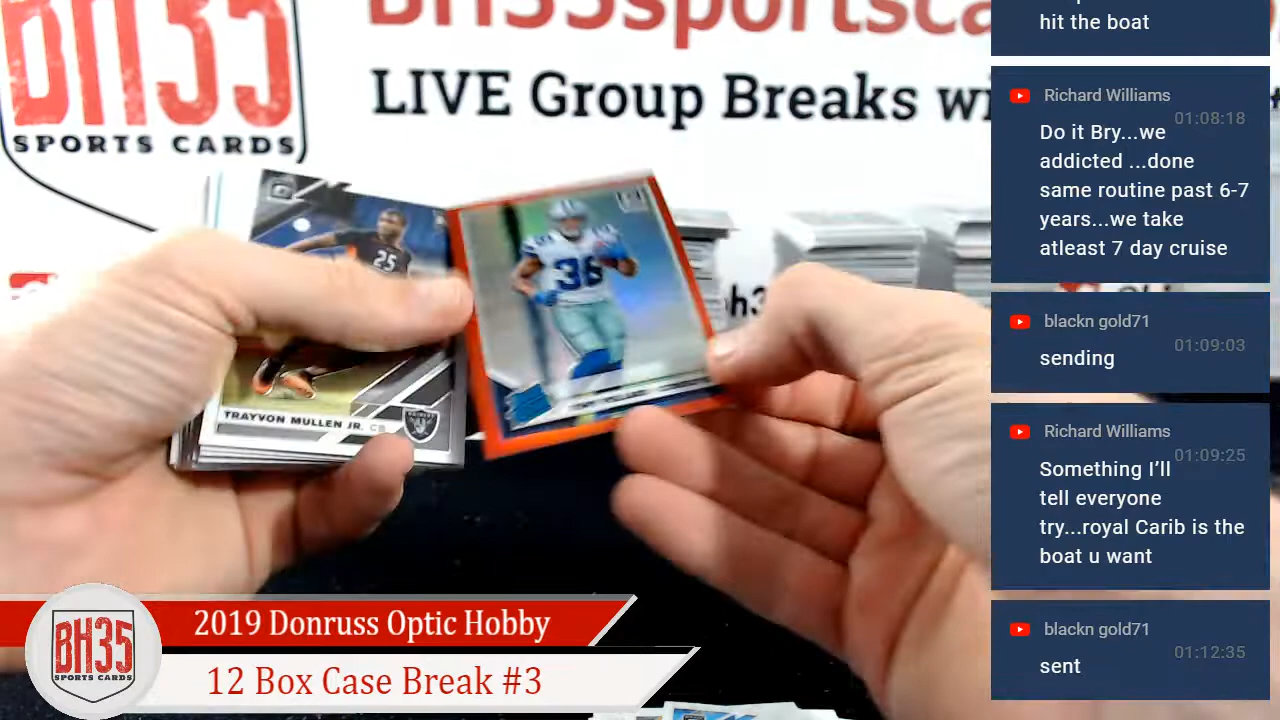 BH35
SPORTS CARDS
BH35sportsca
LIVE Group Breaks wi
25
36
TRAYVON MULLEN JR. CB
2019 Donruss Optic Hobby
12 Box Case Break #3
BH35
SPORTS CARDS
hit the boat
Richard Williams
01:08:18
Do it Bry...we
addicted ...done
same routine past 6-7
years...we take
atleast 7 day cruise
blackn gold71
01:09:03
sending
Richard Williams
01:09:25
Something I'll
tell everyone
try...royal Carib is the
boat u want
blackn gold71
01:12:35
sent